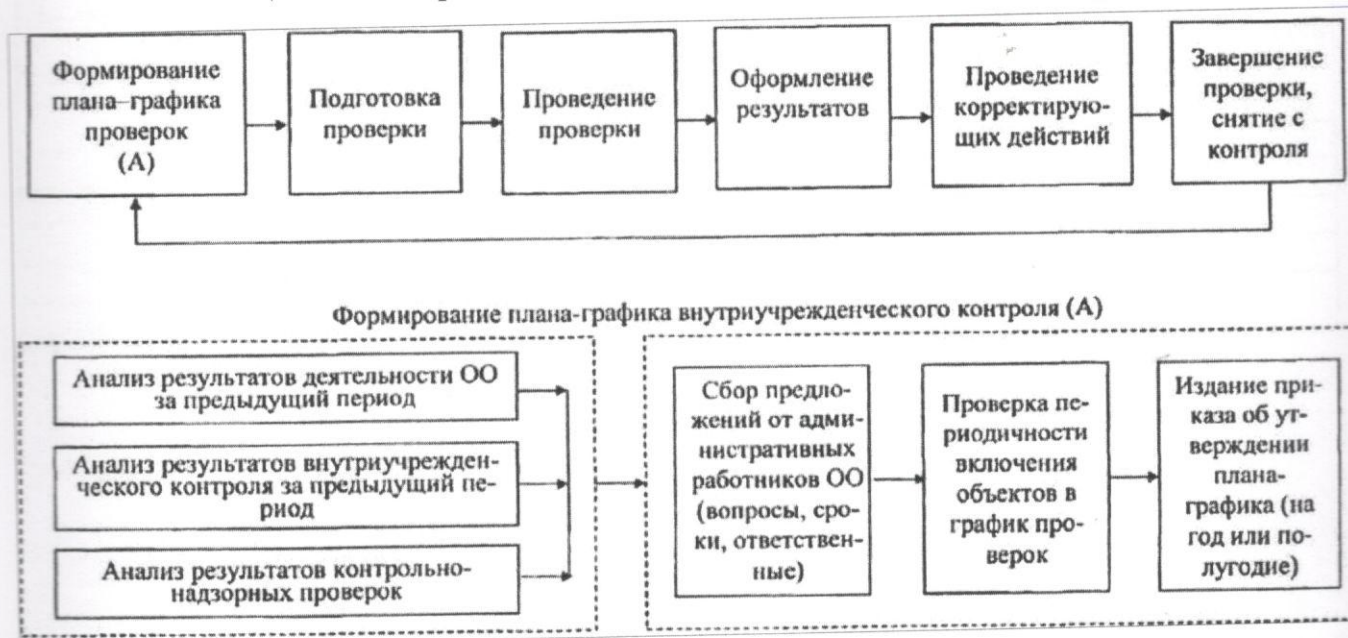 Формирование
плана–графика
проверок
(А)
Подготовка
проверки
Проведение
проверки
Оформление
результатов
Проведение
корректирую-
щих действий
Завершение
проверки,
снятие с
контроля
Формирование плана-графика внутриучрежденческого контроля (А)
Анализ результатов деятельности ОО
за предыдущий период
Анализ результатов внутриучрежден-
ческого контроля за предыдущий пе-
риод
Анализ результатов контрольно-
надзорных проверок
Сбор предло-
жений от адми-
нистративных
работников ОО
(вопросы, сро-
ки, ответствен-
ные)
Проверка пе-
риодичности
включения
объектов в
график про-
верок
Издание при-
каза об ут-
верждении
плана-
графика (на
год или по-
лугодие)